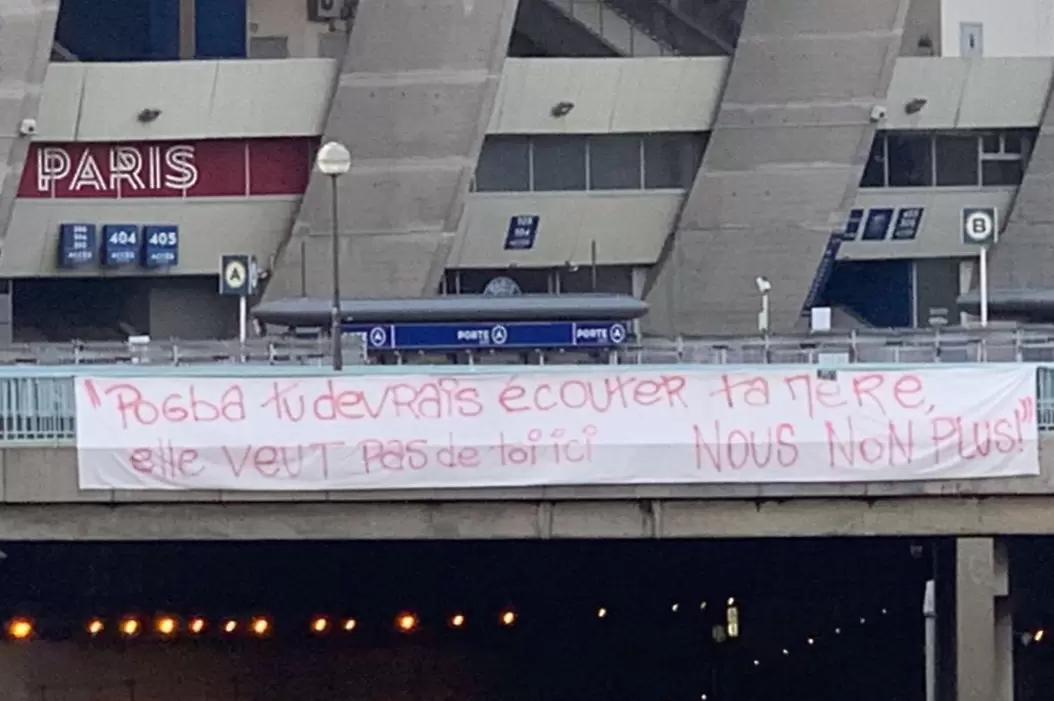 PARIS
404
405
A
B
PORTE A
PORTE A
"Pogba tu devrais écouter ta mère,
elle veut pas de toi ici NOUS NON PLUS!"